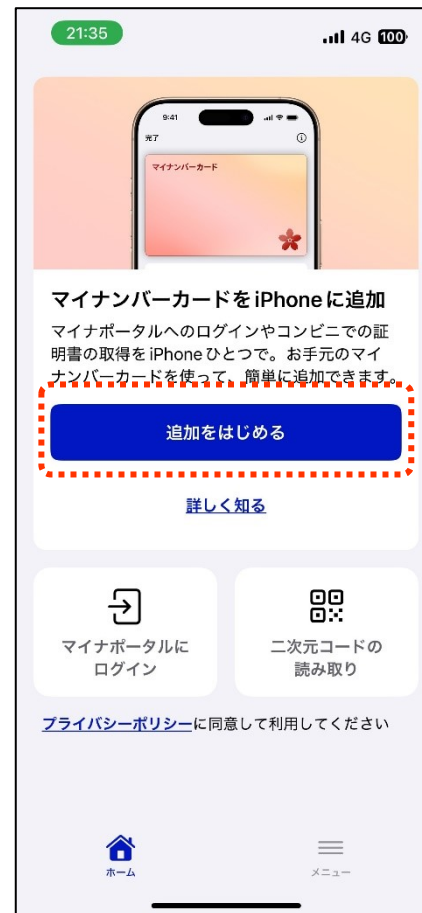 21:35
4G 100
9:41
完了
マイナンバーカード
マイナンバーカードをiPhoneに追加
マイナポータルへのログインやコンビニでの証
明書の取得をiPhoneひとつで。お手元のマイ
ナンバーカードを使って、簡単に追加できます。
追加をはじめる
詳しく知る
マイナポータルに
ログイン
二次元コードの
読み取り
プライバシーポリシーに同意して利用してください
ホーム
メニュー